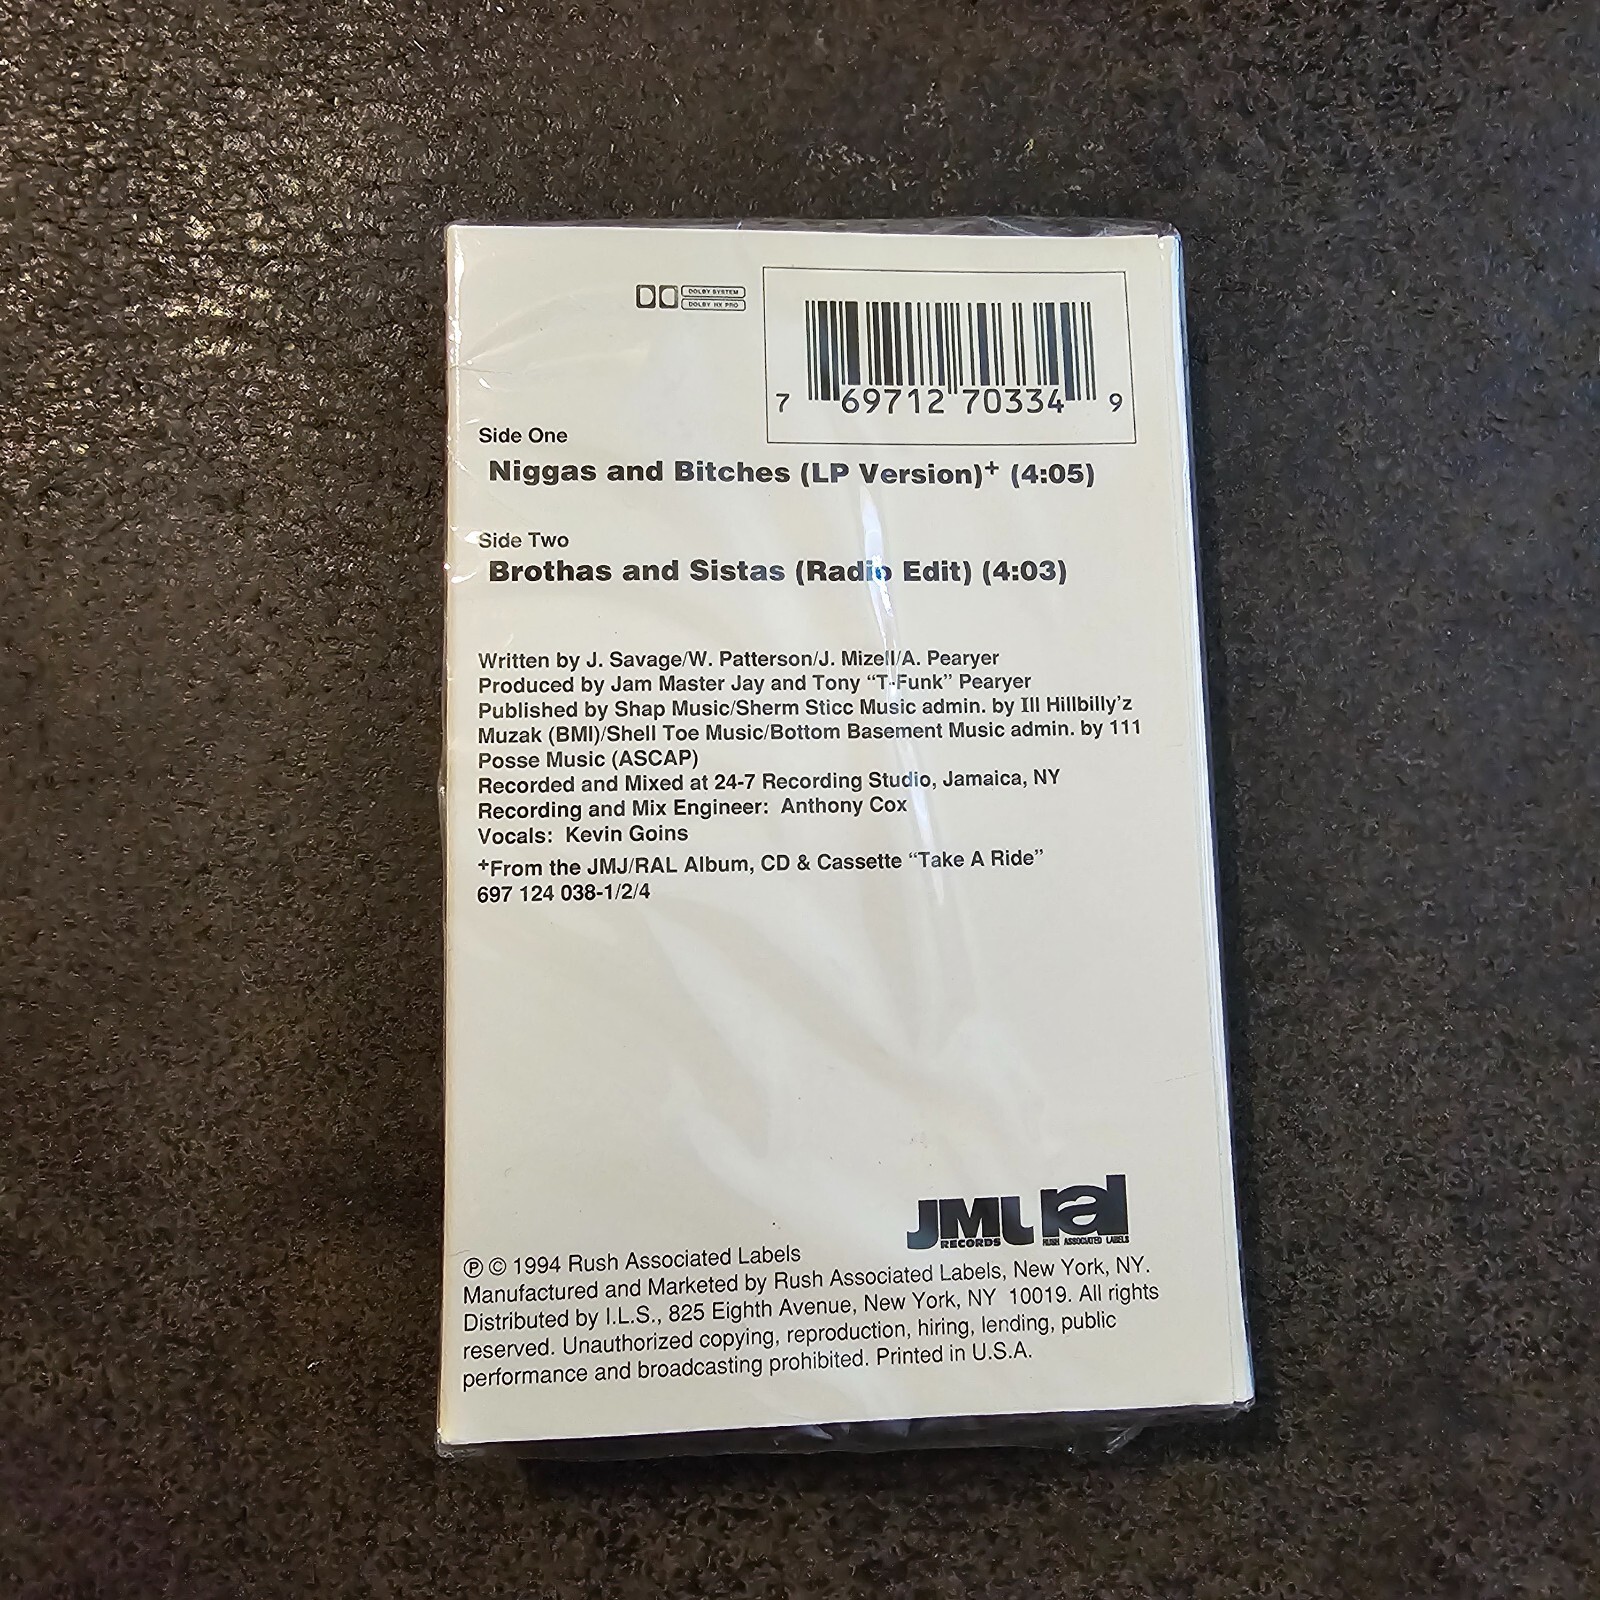 DOLBY SYSTEM
DOLBY HX PRO
7 69712 70334 9
Side One
Niggas and Bitches (LP Version)+ (4:05)
Side Two
Brothas and Sistas (Radio Edit) (4:03)
Written by J. Savage/W. Patterson/J. Mizell/A. Pearyer
Produced by Jam Master Jay and Tony “T-Funk” Pearyer
Published by Shap Music/Sherm Sticc Music admin. by Ill Hillbilly’z
Muzak (BMI)/Shell Toe Music/Bottom Basement Music admin. by 111
Posse Music (ASCAP)
Recorded and Mixed at 24-7 Recording Studio, Jamaica, NY
Recording and Mix Engineer: Anthony Cox
Vocals: Kevin Goins
+From the JMJ/RAL Album, CD & Cassette “Take A Ride”
697 124 038-1/2/4
JMJ RECORDS
ral RUSH ASSOCIATED LABELS
℗ © 1994 Rush Associated Labels
Manufactured and Marketed by Rush Associated Labels, New York, NY.
Distributed by I.L.S., 825 Eighth Avenue, New York, NY 10019. All rights
reserved. Unauthorized copying, reproduction, hiring, lending, public
performance and broadcasting prohibited. Printed in U.S.A.